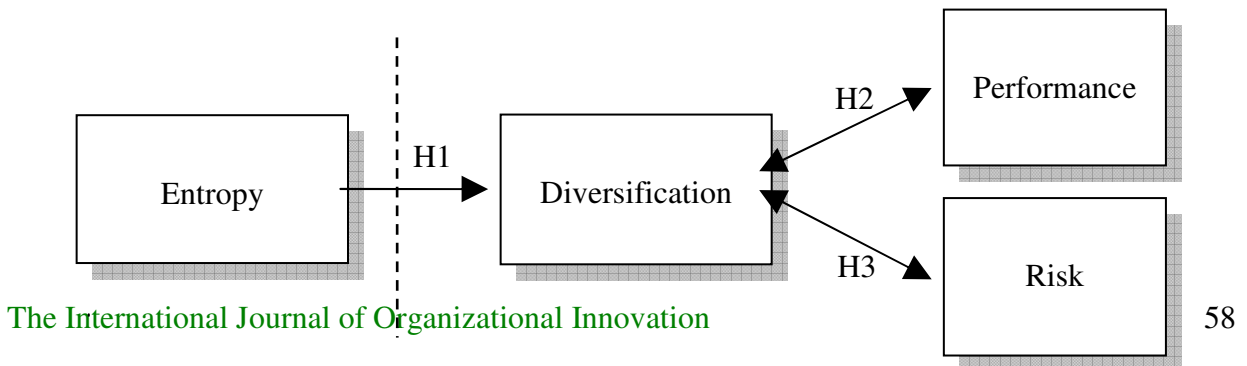 Entropy
H1
Diversification
H2
Performance
H3
Risk
The International Journal of Organizational Innovation 58